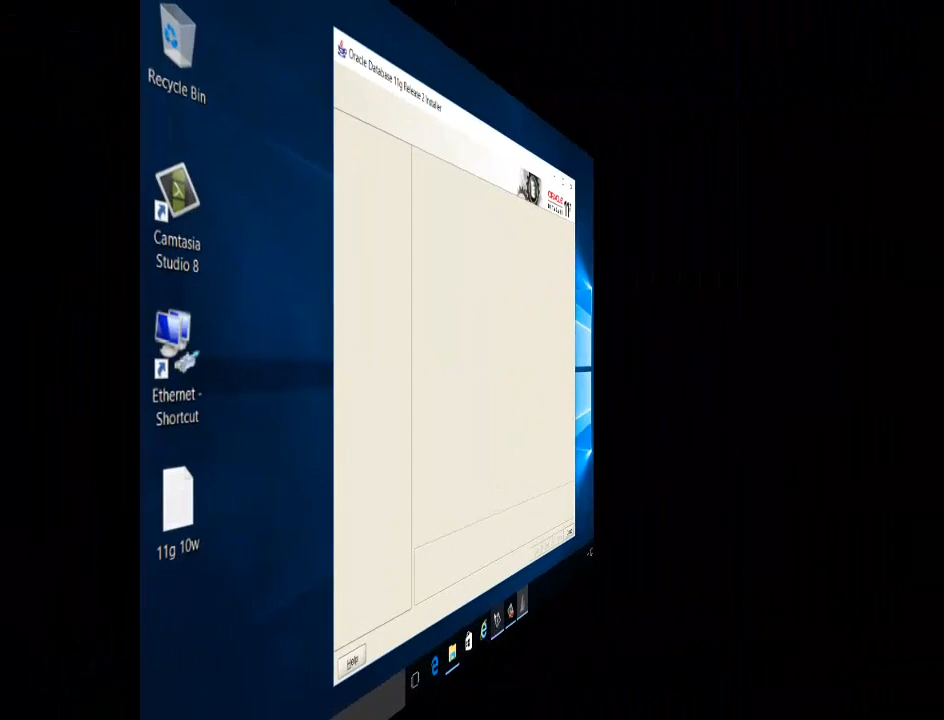 Recycle Bin
Oracle Database 11g Release 2 Installer
ORACLE
11g
Camtasia
Studio 8
Ethernet -
Shortcut
11g 10w
Help